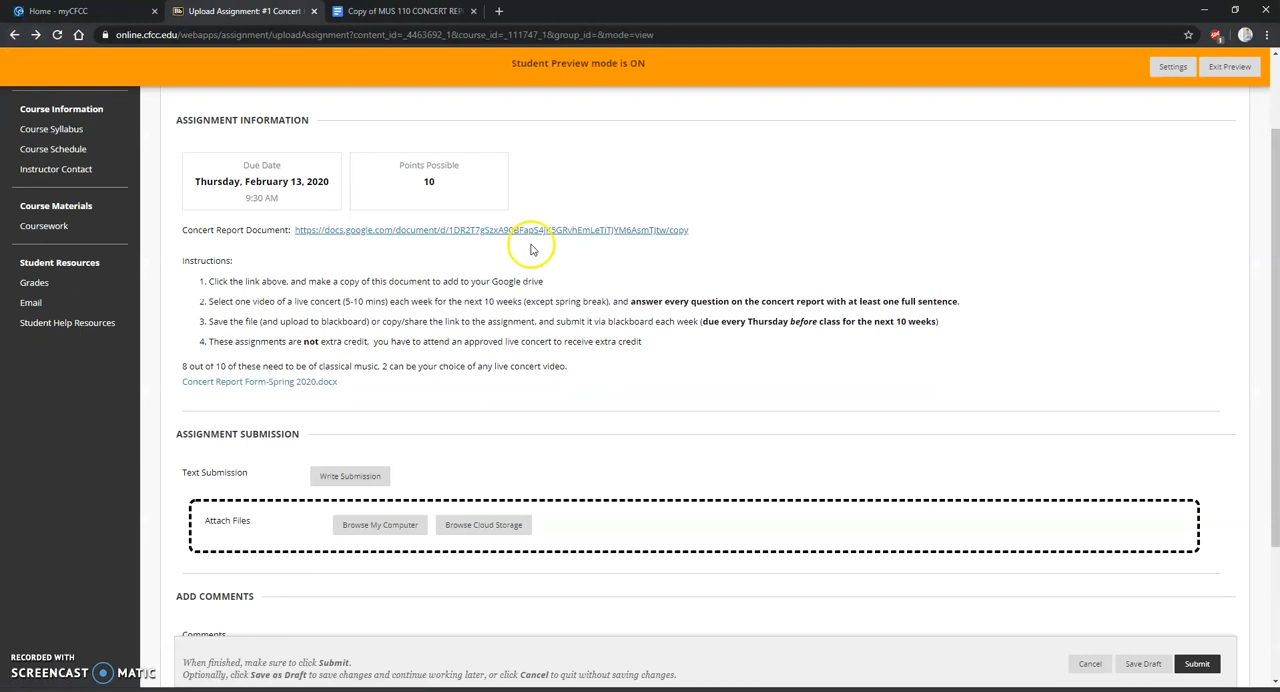 Home - myCFCC
Upload Assignment: #1 Concert
Copy of MUS 110 CONCERT REP
online.cfcc.edu/webapps/assignment/uploadAssignment?content_id=_4463692_1&course_id=_111747_1&group_id=&mode=view
Student Preview mode is ON
Settings
Exit Preview
Course Information
Course Syllabus
Course Schedule
Instructor Contact
Course Materials
Coursework
Student Resources
Grades
Email
Student Help Resources
ASSIGNMENT INFORMATION
Due Date
Thursday, February 13, 2020
9:30 AM
Points Possible
10
Concert Report Document:
Instructions:
1. Click the link above, and make a copy of this document to add to your Google drive
2. Select one video of a live concert (5-10 mins) each week for the next 10 weeks (except spring break), and answer every question on the concert report with at least one full sentence.
3. Save the file (and upload to blackboard) or copy/share the link to the assignment, and submit it via blackboard each week (due every Thursday before class for the next 10 weeks)
4. These assignments are not extra credit, you have to attend an approved live concert to receive extra credit
8 out of 10 of these need to be of classical music, 2 can be your choice of any live concert video.
Concert Report Form-Spring 2020.docx
ASSIGNMENT SUBMISSION
Text Submission
Write Submission
Attach Files
Browse My Computer
Browse Cloud Storage
ADD COMMENTS
Comments
When finished, make sure to click Submit.
Optionally, click Save as Draft to save changes and continue working later, or click Cancel to quit without saving changes.
Cancel
Save Draft
Submit
RECORDED WITH
SCREENCAST MATIC